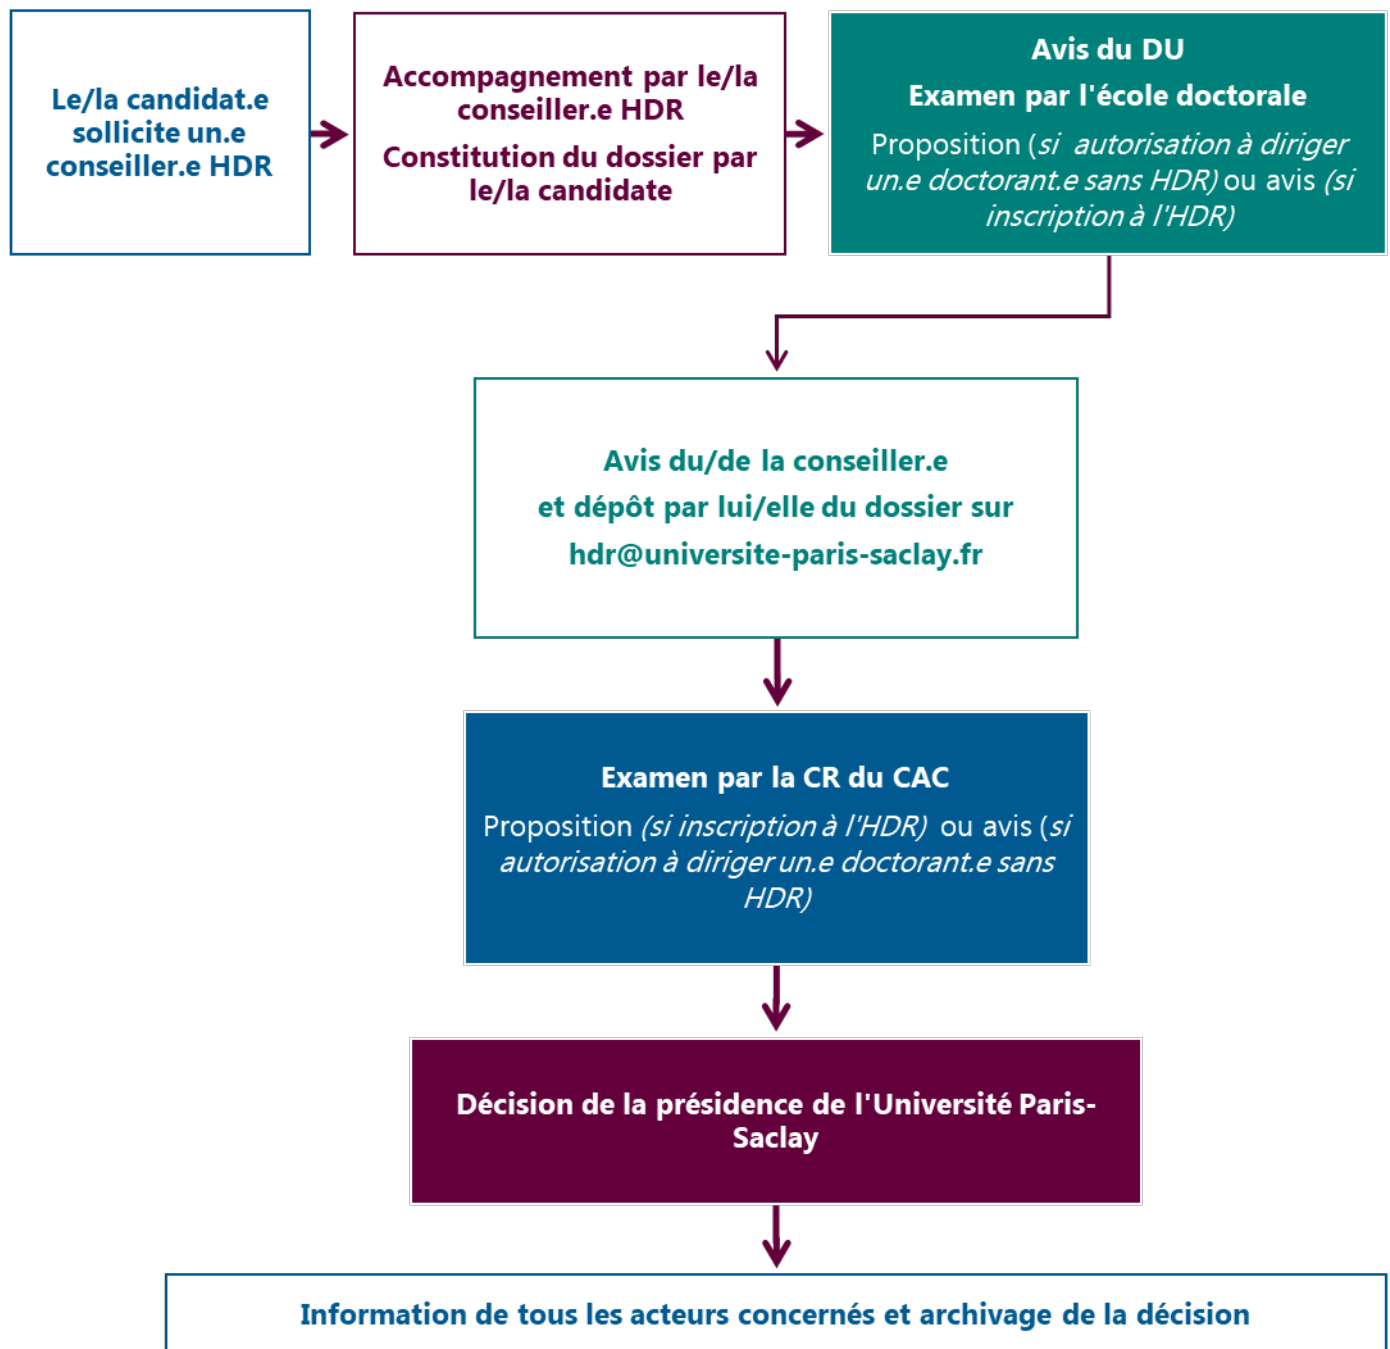 Le/la candidat.e
sollicite un.e
conseiller.e HDR
Accompagnement par le/la
conseiller.e HDR
Constitution du dossier par
le/la candidate
Avis du DU
Examen par l'école doctorale
Proposition (si autorisation à diriger
un.e doctorant.e sans HDR) ou avis (si
inscription à l'HDR)
Avis du/de la conseiller.e
et dépôt par lui/elle du dossier sur
hdr@universite-paris-saclay.fr
Examen par la CR du CAC
Proposition (si inscription à l'HDR) ou avis (si
autorisation à diriger un.e doctorant.e sans
HDR)
Décision de la présidence de l'Université Paris-
Saclay
Information de tous les acteurs concernés et archivage de la décision